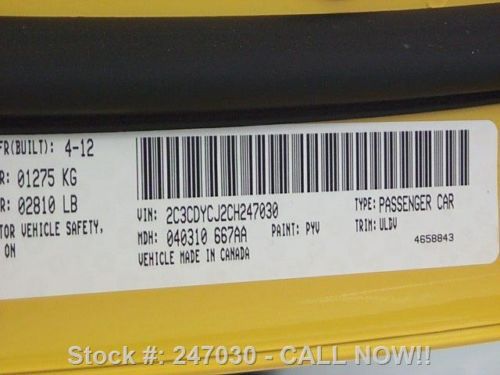 FR(BUILT): 4-12
R: 01275 KG
R: 02810 LB
TOR VEHICLE SAFETY,
ON
VIN: 2C3CDYCJ2CH247030
TYPE: PASSENGER CAR
MDH: 040310 667AA
PAINT: PYV
TRIM: ULDV
VEHICLE MADE IN CANADA
4658843
Stock #: 247030 - CALL NOW!!